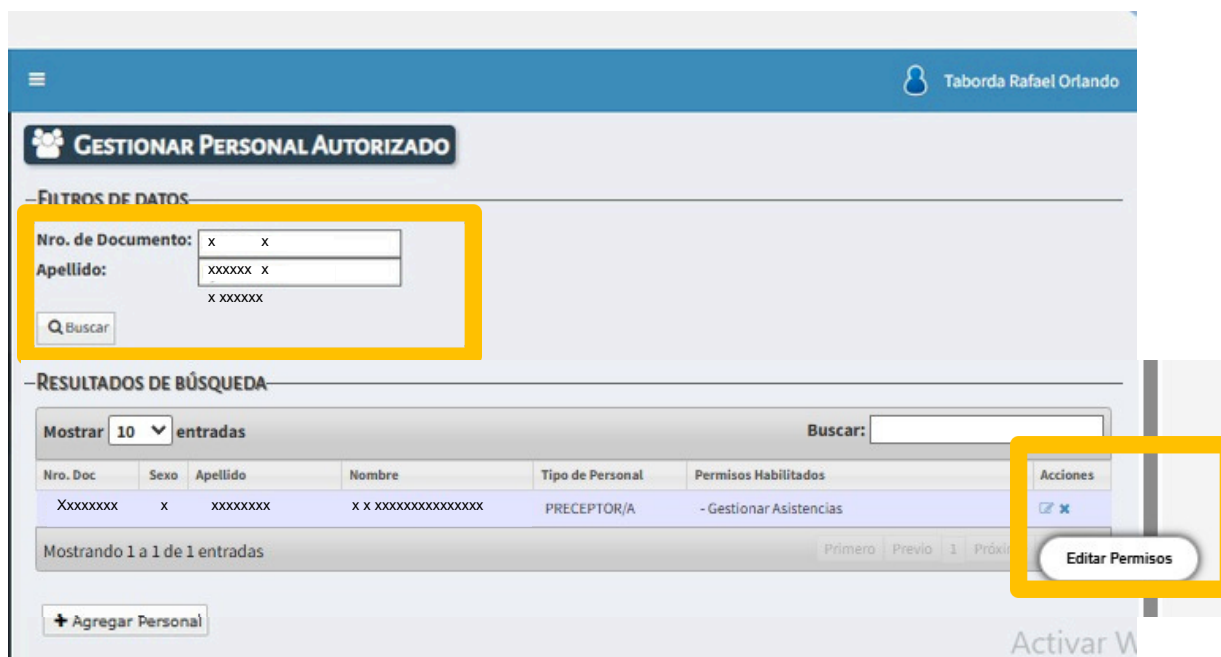 Taborda Rafael Orlando
GESTIONAR PERSONAL AUTORIZADO
FILTROS DE DATOS
Nro. de Documento: x x
Apellido: xxxxxx x
x xxxxxx
Buscar
RESULTADOS DE BÚSQUEDA
Mostrar 10 entradas Buscar:
Nro. Doc Sexo Apellido Nombre Tipo de Personal Permisos Habilitados Acciones
Xxxxxxxx x xxxxxxxx x x xxxxxxxxxxxxxxx PRECEPTOR/A - Gestionar Asistencias
Mostrando 1 a 1 de 1 entradas Primero Previo 1 Próxi
Editar Permisos
+ Agregar Personal
Activar W